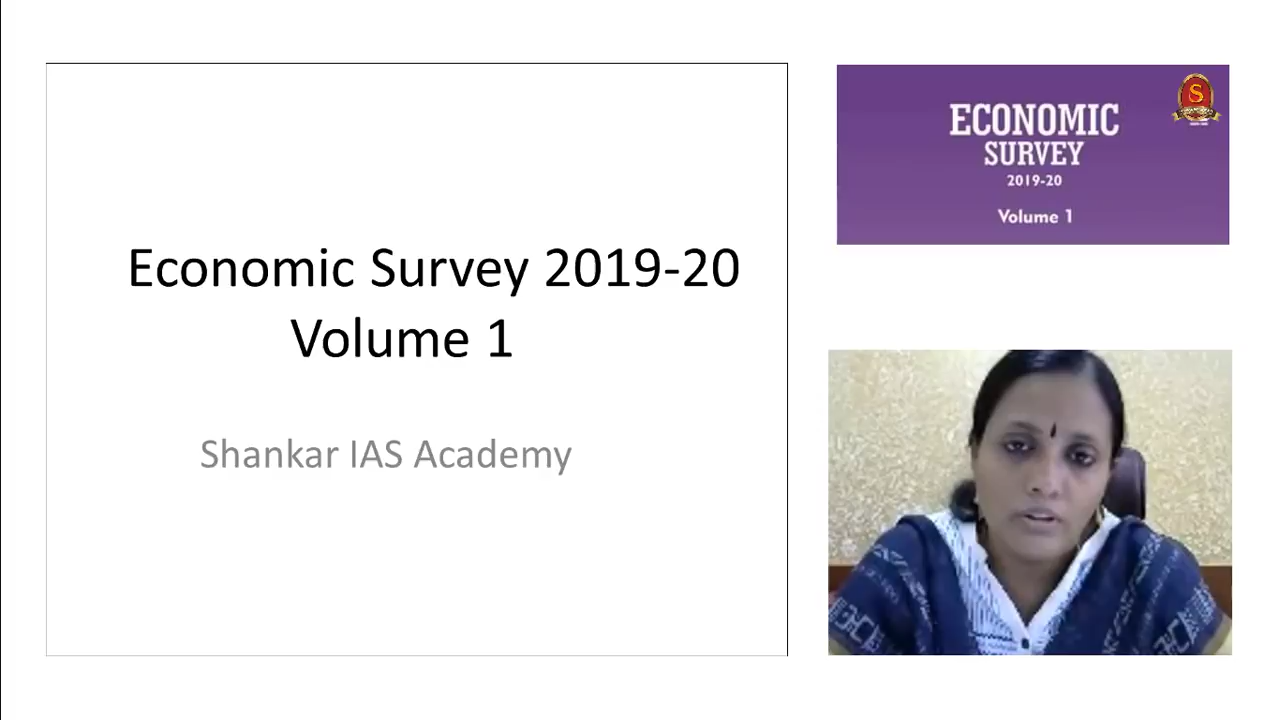 Economic Survey 2019-20
Volume 1
Shankar IAS Academy
ECONOMIC
SURVEY
2019-20
Volume 1
S